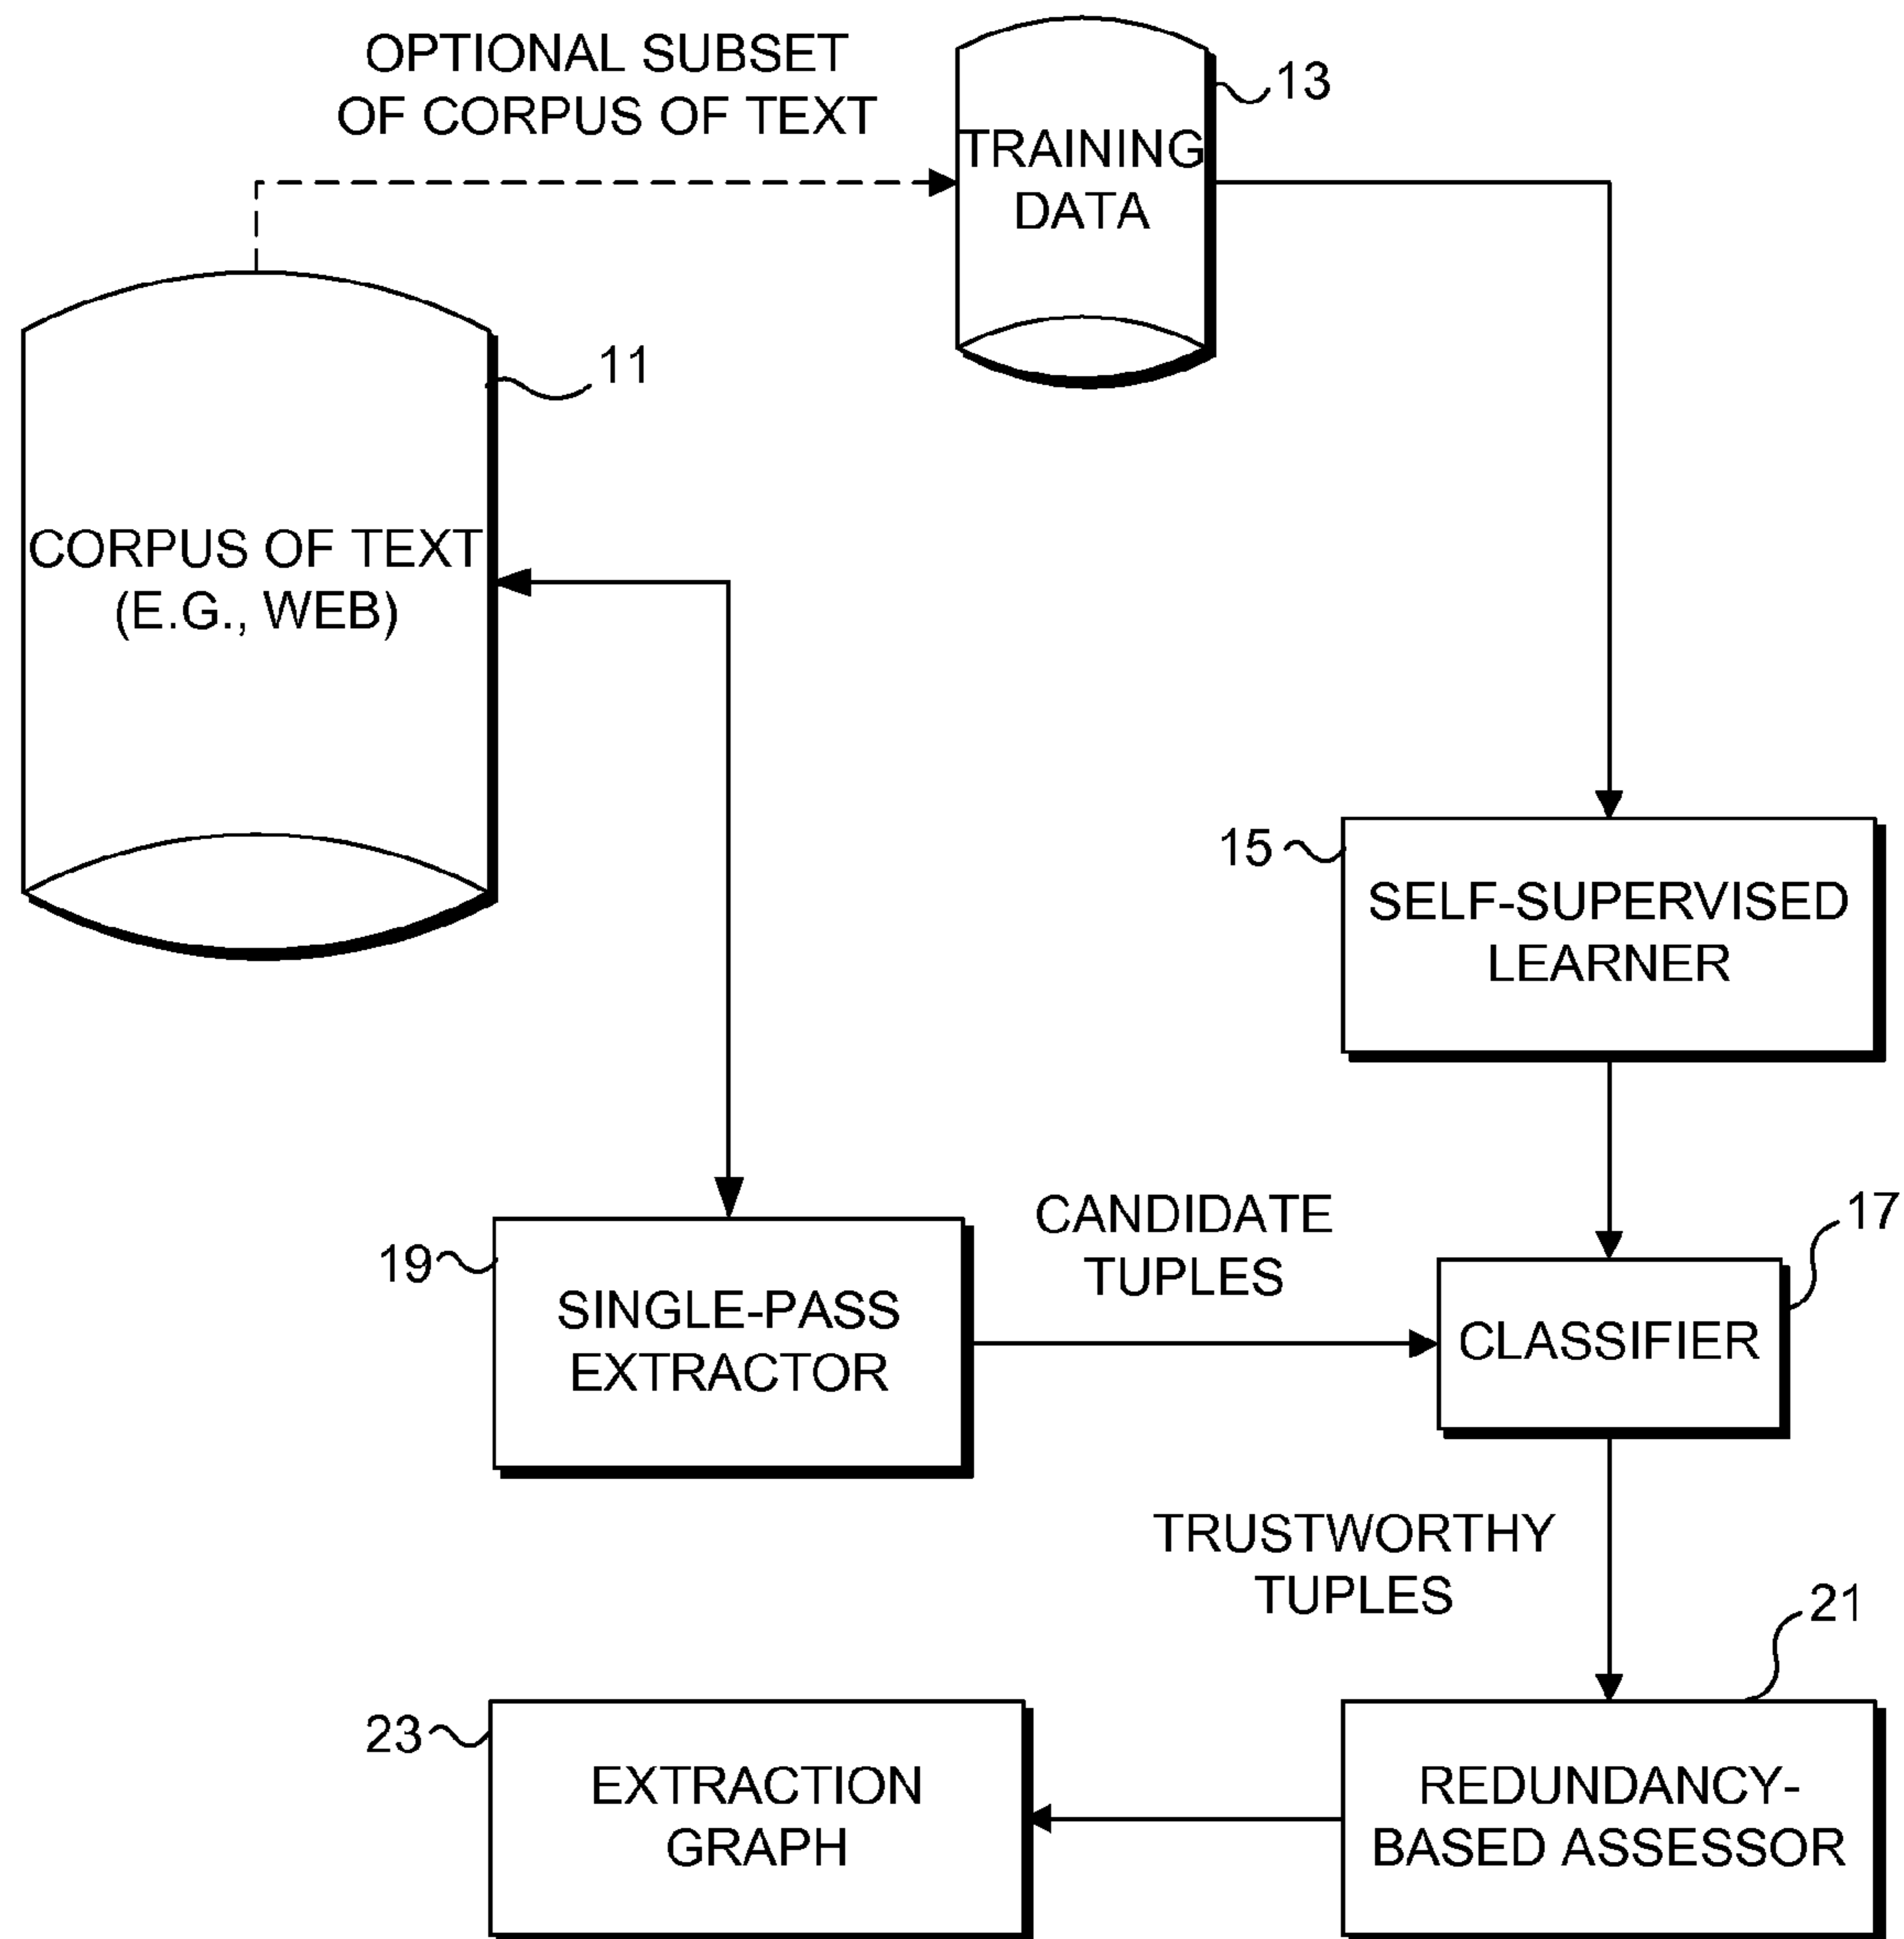 OPTIONAL SUBSET
OF CORPUS OF TEXT
13
TRAINING
DATA
11
CORPUS OF TEXT
(E.G., WEB)
15
SELF-SUPERVISED
LEARNER
19
SINGLE-PASS
EXTRACTOR
CANDIDATE
TUPLES
17
CLASSIFIER
TRUSTWORTHY
TUPLES
21
23
EXTRACTION
GRAPH
REDUNDANCY-
BASED ASSESSOR